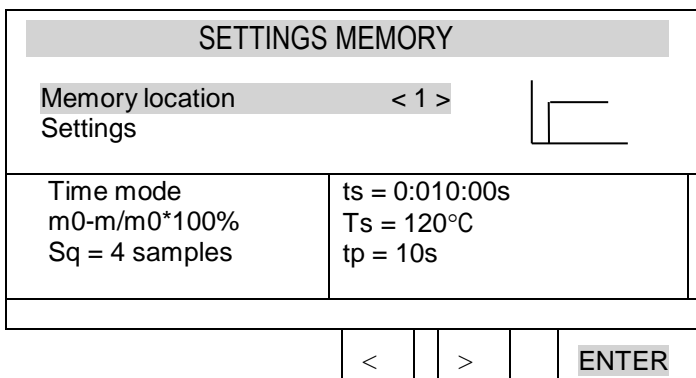 SETTINGS MEMORY
Memory location < 1 >
Settings
Time mode
m0-m/m0*100%
Sq = 4 samples
ts = 0:010:00s
Ts = 120°C
tp = 10s
< > ENTER